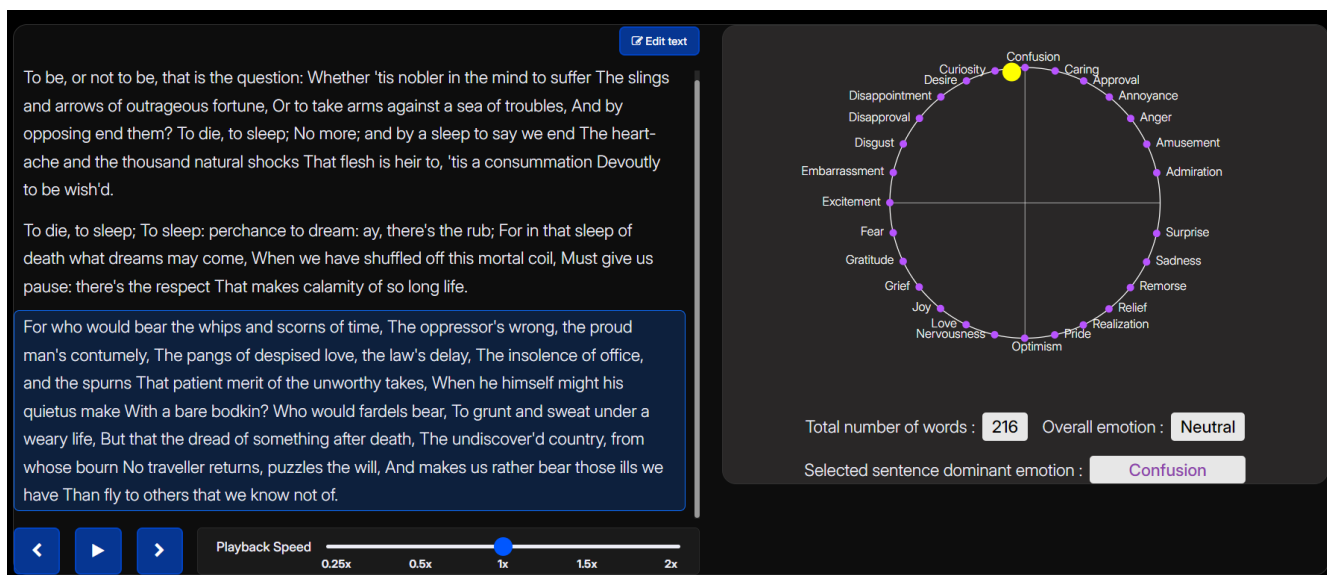 Edit text
To be, or not to be, that is the question: Whether 'tis nobler in the mind to suffer The slings
and arrows of outrageous fortune, Or to take arms against a sea of troubles, And by
opposing end them? To die, to sleep; No more; and by a sleep to say we end The heart-
ache and the thousand natural shocks That flesh is heir to, 'tis a consummation Devoutly
to be wish'd.
To die, to sleep; To sleep: perchance to dream: ay, there's the rub; For in that sleep of
death what dreams may come, When we have shuffled off this mortal coil, Must give us
pause: there's the respect That makes calamity of so long life.
For who would bear the whips and scorns of time, The oppressor's wrong, the proud
man's contumely, The pangs of despised love, the law's delay, The insolence of office,
and the spurns That patient merit of the unworthy takes, When he himself might his
quietus make With a bare bodkin? Who would fardels bear, To grunt and sweat under a
weary life, But that the dread of something after death, The undiscover'd country, from
whose bourn No traveller returns, puzzles the will, And makes us rather bear those ills we
have Than fly to others that we know not of.
Playback Speed
0.25x 0.5x 1x 1.5x 2x
Confusion
Curiosity
Caring
Desire
Approval
Disappointment
Annoyance
Disapproval
Anger
Disgust
Amusement
Embarrassment
Admiration
Excitement
Fear
Surprise
Gratitude
Sadness
Grief
Remorse
Joy
Relief
Love
Realization
Nervousness
Pride
Optimism
Total number of words : 216 Overall emotion : Neutral
Selected sentence dominant emotion : Confusion